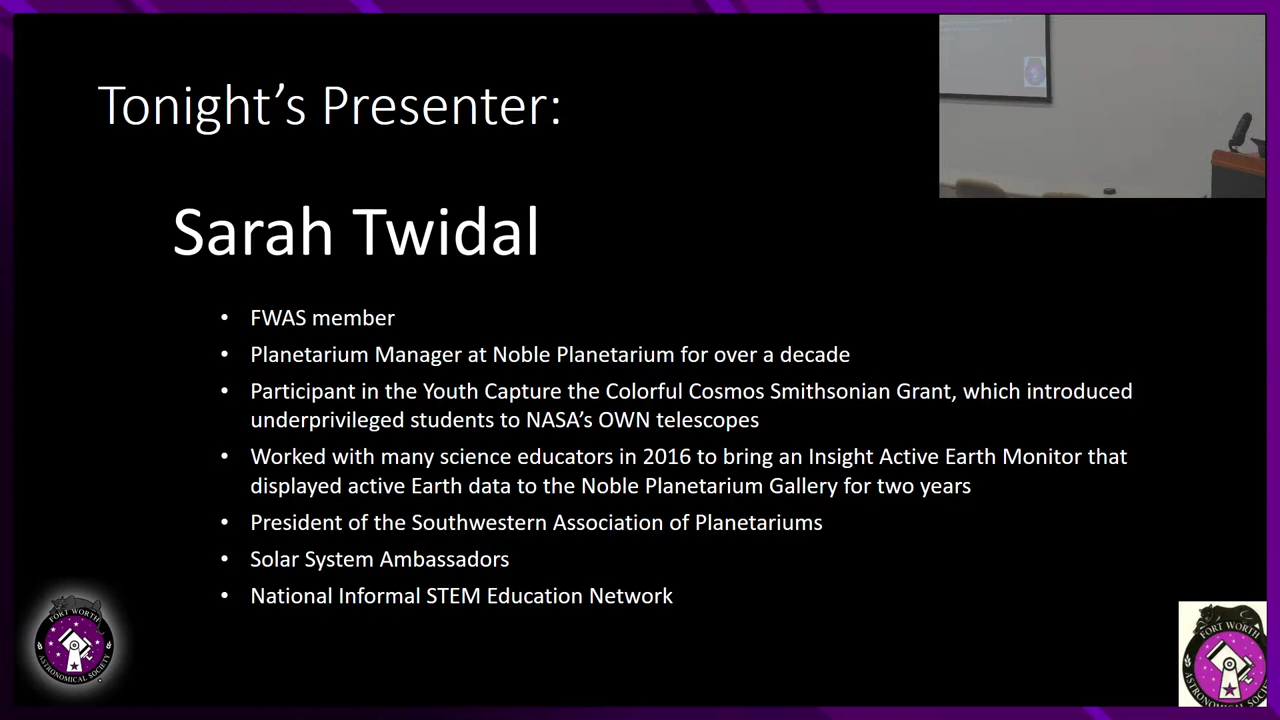 Tonight's Presenter:
Sarah Twidal
• FWAS member
• Planetarium Manager at Noble Planetarium for over a decade
• Participant in the Youth Capture the Colorful Cosmos Smithsonian Grant, which introduced
underprivileged students to NASA's OWN telescopes
• Worked with many science educators in 2016 to bring an Insight Active Earth Monitor that
displayed active Earth data to the Noble Planetarium Gallery for two years
• President of the Southwestern Association of Planetariums
• Solar System Ambassadors
• National Informal STEM Education Network
FORT WORTH
ASTRONOMICAL SOCIETY
FORT WORTH
ASTRONOMICAL SOCIETY